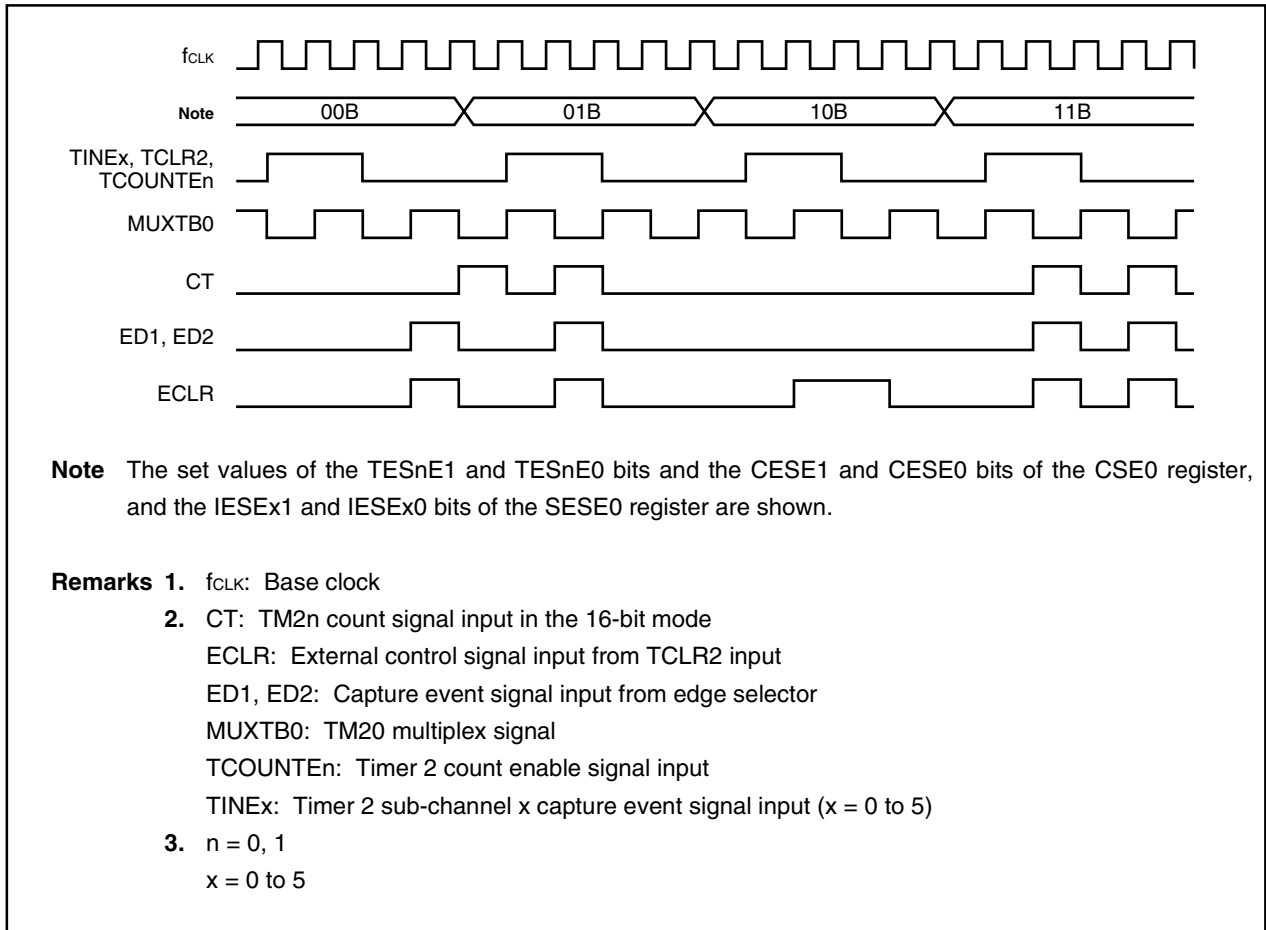 fCLK
Note 00B 01B 10B 11B
TINEx, TCLR2,
TCOUNTEn
MUXTB0
CT
ED1, ED2
ECLR
Note The set values of the TESnE1 and TESnE0 bits and the CESE1 and CESE0 bits of the CSE0 register,
and the IESEx1 and IESEx0 bits of the SESE0 register are shown.
Remarks 1. fCLK: Base clock
2. CT: TM2n count signal input in the 16-bit mode
ECLR: External control signal input from TCLR2 input
ED1, ED2: Capture event signal input from edge selector
MUXTB0: TM20 multiplex signal
TCOUNTEn: Timer 2 count enable signal input
TINEx: Timer 2 sub-channel x capture event signal input (x = 0 to 5)
3. n = 0, 1
x = 0 to 5